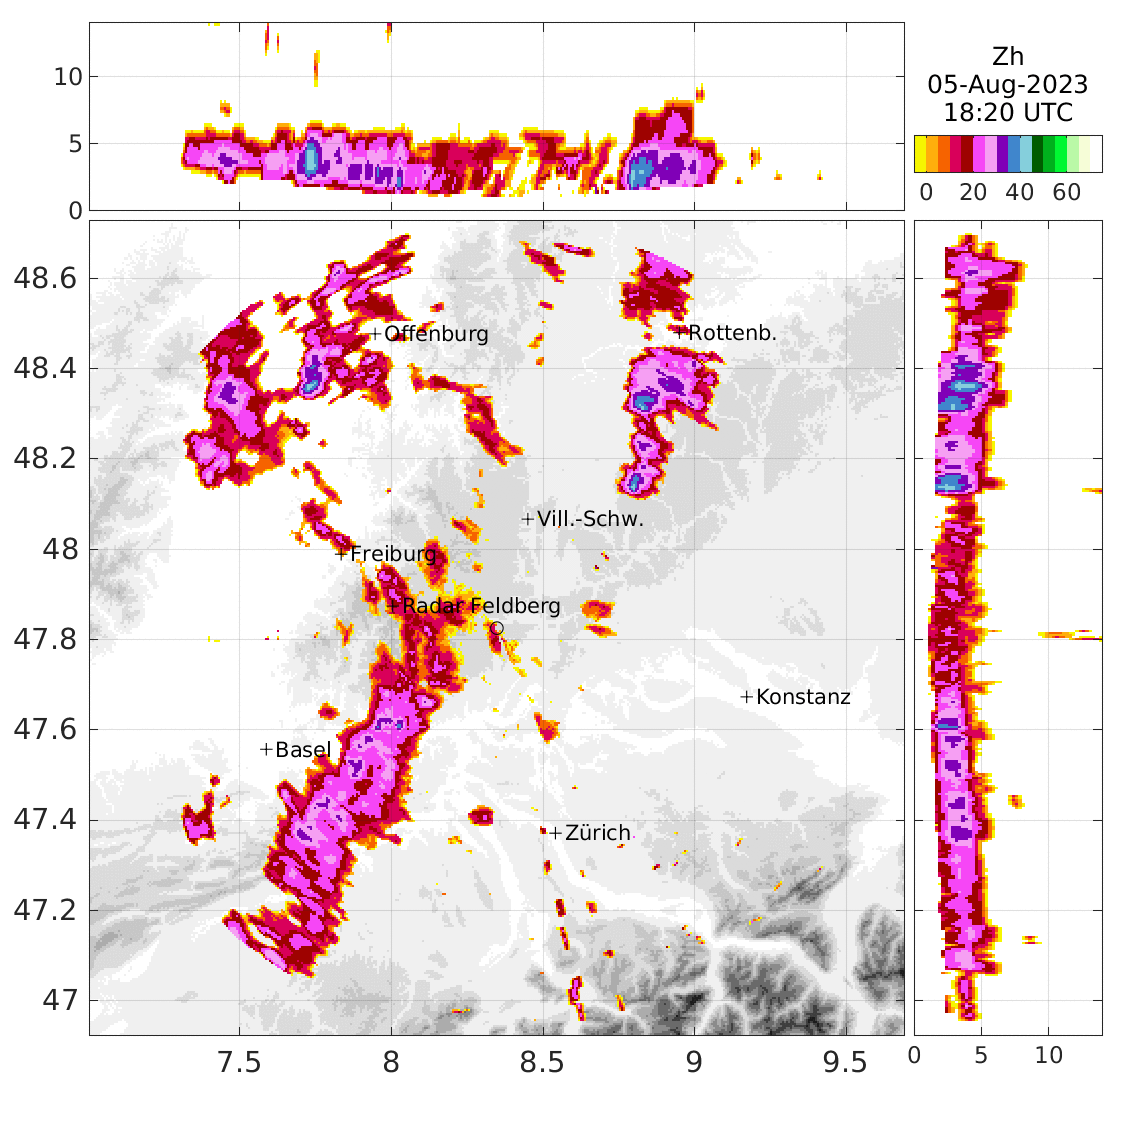 10
5
0
Zh
05-Aug-2023
18:20 UTC
0 20 40 60
48.6
48.4
48.2
48
47.8
47.6
47.4
47.2
47
+Offenburg
+Rottenb.
+Vill.-Schw.
+Freiburg
+Radar Feldberg
+Konstanz
+Basel
+Zürich
7.5 8 8.5 9 9.5
0 5 10